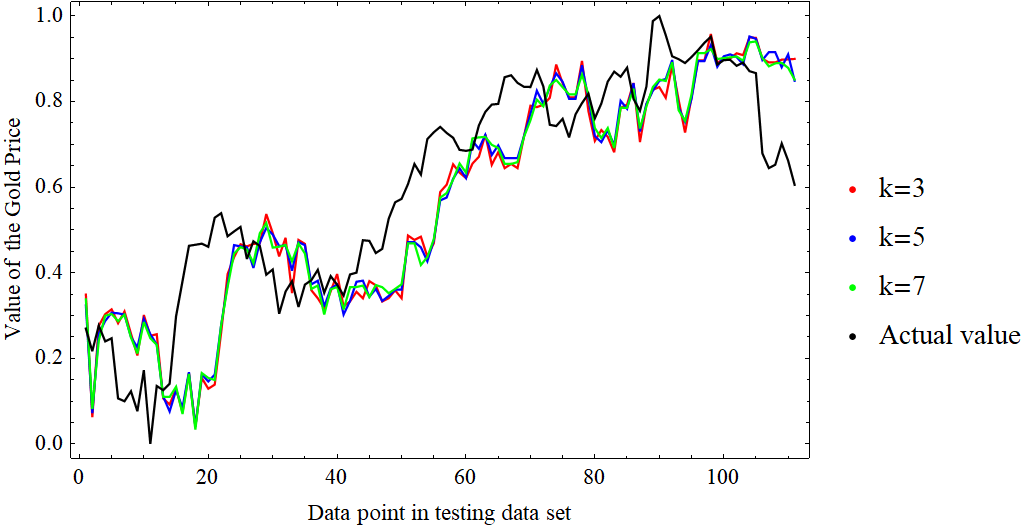 Value of the Gold Price
1.0
0.8
0.6
0.4
0.2
0.0
0 20 40 60 80 100
Data point in testing data set
k=3
k=5
k=7
Actual value